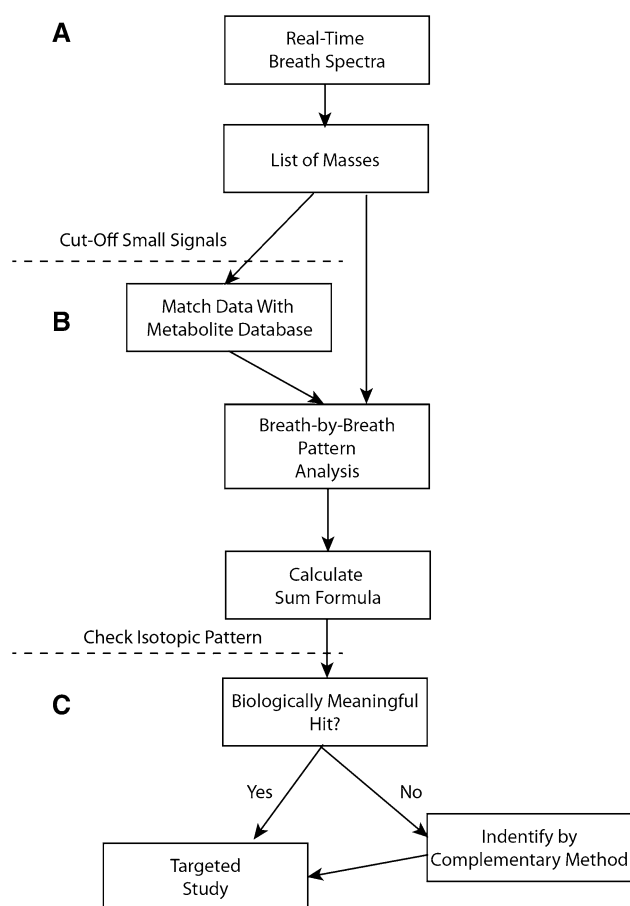 A
Real-Time
Breath Spectra
List of Masses
Cut-Off Small Signals
B
Match Data With
Metabolite Database
Breath-by-Breath
Pattern
Analysis
Calculate
Sum Formula
Check Isotopic Pattern
C
Biologically Meaningful
Hit?
Yes
No
Indentify by
Complementary Method
Targeted
Study